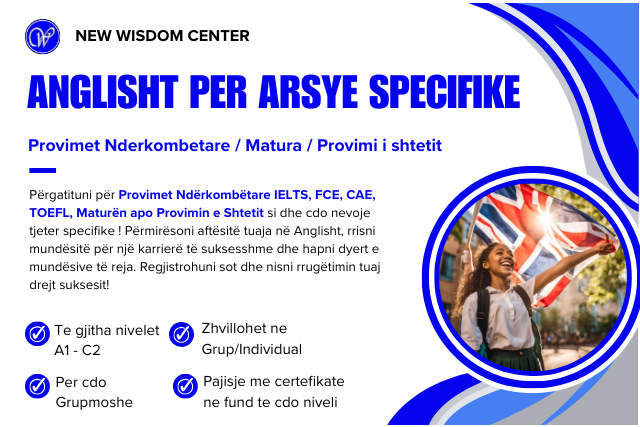 NEW WISDOM CENTER
ANGLISHT PER ARSYE SPECIFIKE
Provimet Nderkombetare / Matura / Provimi i shtetit
Përgatituni për Provimet Ndërkombëtare IELTS, FCE, CAE,
TOEFL, Maturën apo Provimin e Shtetit si dhe cdo nevoje
tjeter specifike ! Përmirësoni aftësitë tuaja në Anglisht, rrisni
mundësitë për një karrierë të suksesshme dhe hapni dyert e
mundësive të reja. Regjistrohuni sot dhe nisni rrugëtimin tuaj
drejt suksesit!
Te gjitha nivelet
A1 - C2
Zhvillohet ne
Grup/Individual
Per cdo
Grupmoshe
Pajisje me certefikate
ne fund te cdo niveli